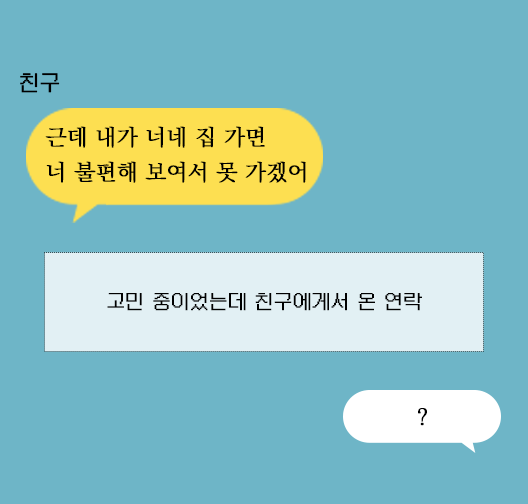 친구
근데 내가 너네 집 가면
너 불편해 보여서 못 가겠어
고민 중이었는데 친구에게서 온 연락
?